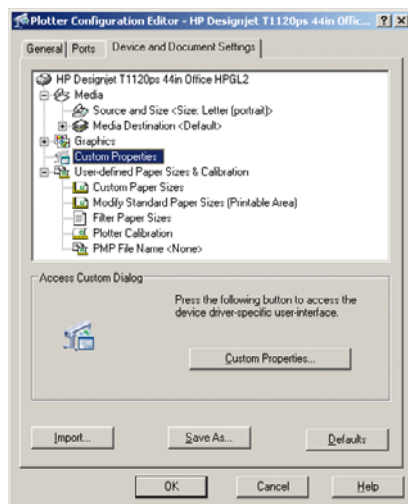 Plotter Configuration Editor - HP Designjet T1120ps 44in Offic...
General Ports Device and Document Settings
HP Designjet T1120ps 44in Office HPGL2
Media
Source and Size <Size: Letter (portrait)>
Media Destination <Default>
Graphics
Custom Properties
User-defined Paper Sizes & Calibration
Custom Paper Sizes
Modify Standard Paper Sizes (Printable Area)
Filter Paper Sizes
Plotter Calibration
PMP File Name <None>
Access Custom Dialog
Press the following button to access the
device driver-specific user-interface.
Custom Properties...
Import... Save As... Defaults
OK Cancel Help